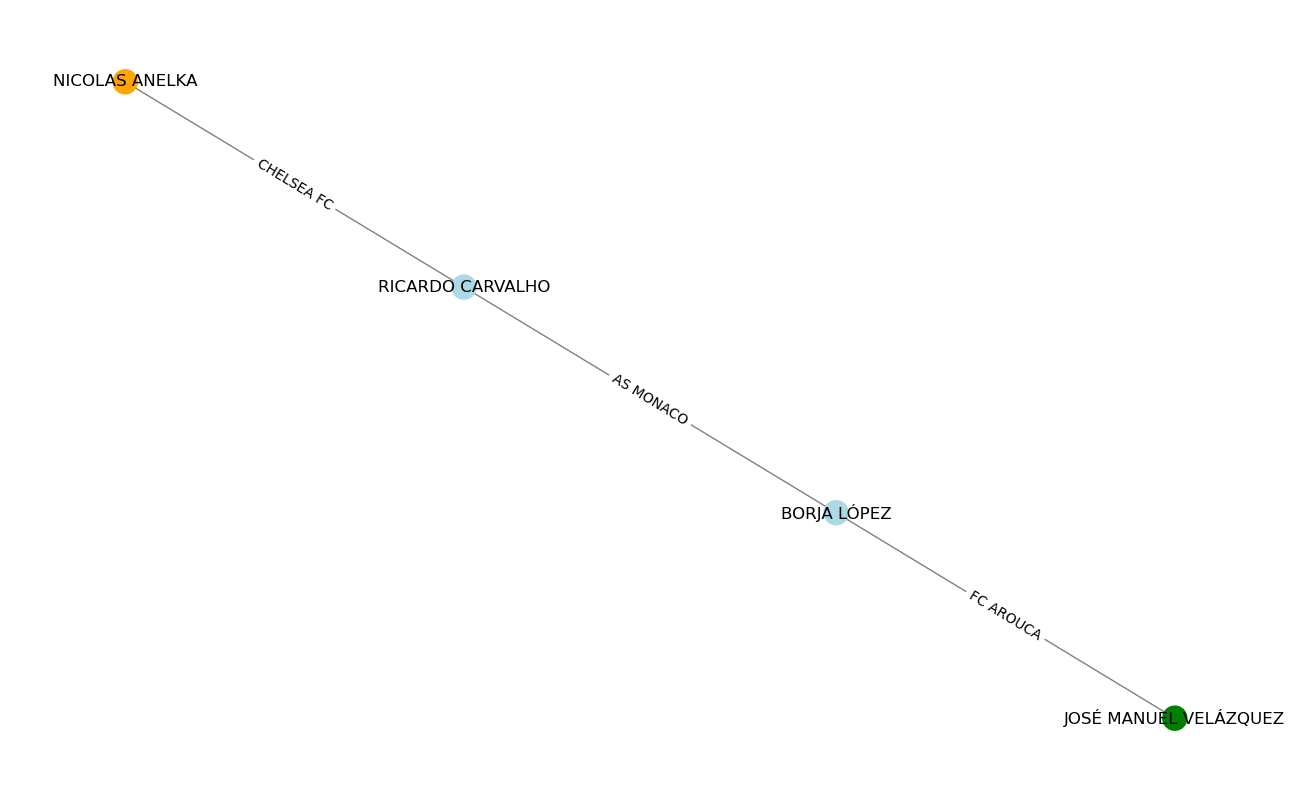 NICOLAS ANELKA
CHELSEA FC
RICARDO CARVALHO
AS MONACO
BORJA LÓPEZ
FC AROUCA
JOSÉ MANUEL VELÁZQUEZ